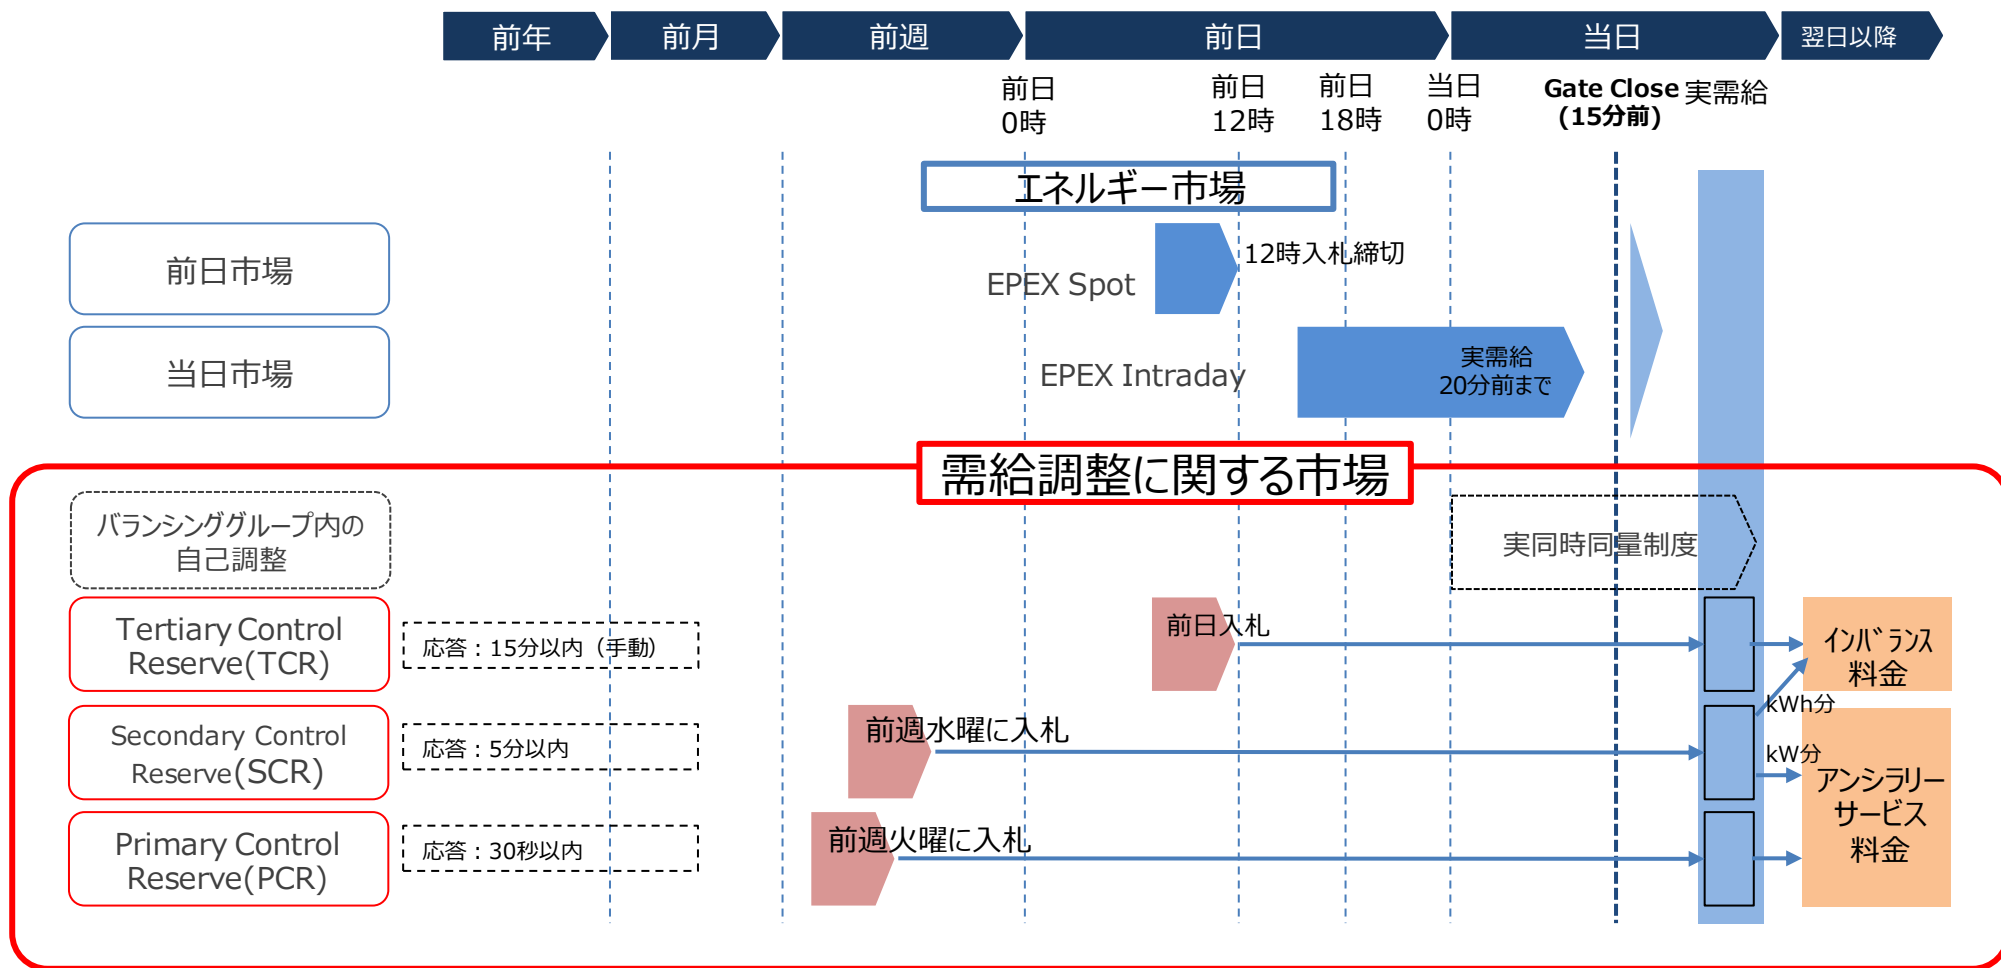 前年
前月
前週
前日
当日
翌日以降
前日
0時
前日
12時
前日
18時
当日
0時
Gate Close
(15分前)
実需給
エネルギー市場
前日市場
EPEX Spot
12時入札締切
当日市場
EPEX Intraday
実需給
20分前まで
需給調整に関する市場
バランシンググループ内の
自己調整
実同時同量制度
Tertiary Control
Reserve(TCR)
応答：15分以内（手動）
前日入札
インバランス
料金
Secondary Control
Reserve(SCR)
応答：5分以内
前週水曜に入札
kWh分
kW分
アンシラリー
サービス
料金
Primary Control
Reserve(PCR)
応答：30秒以内
前週火曜に入札